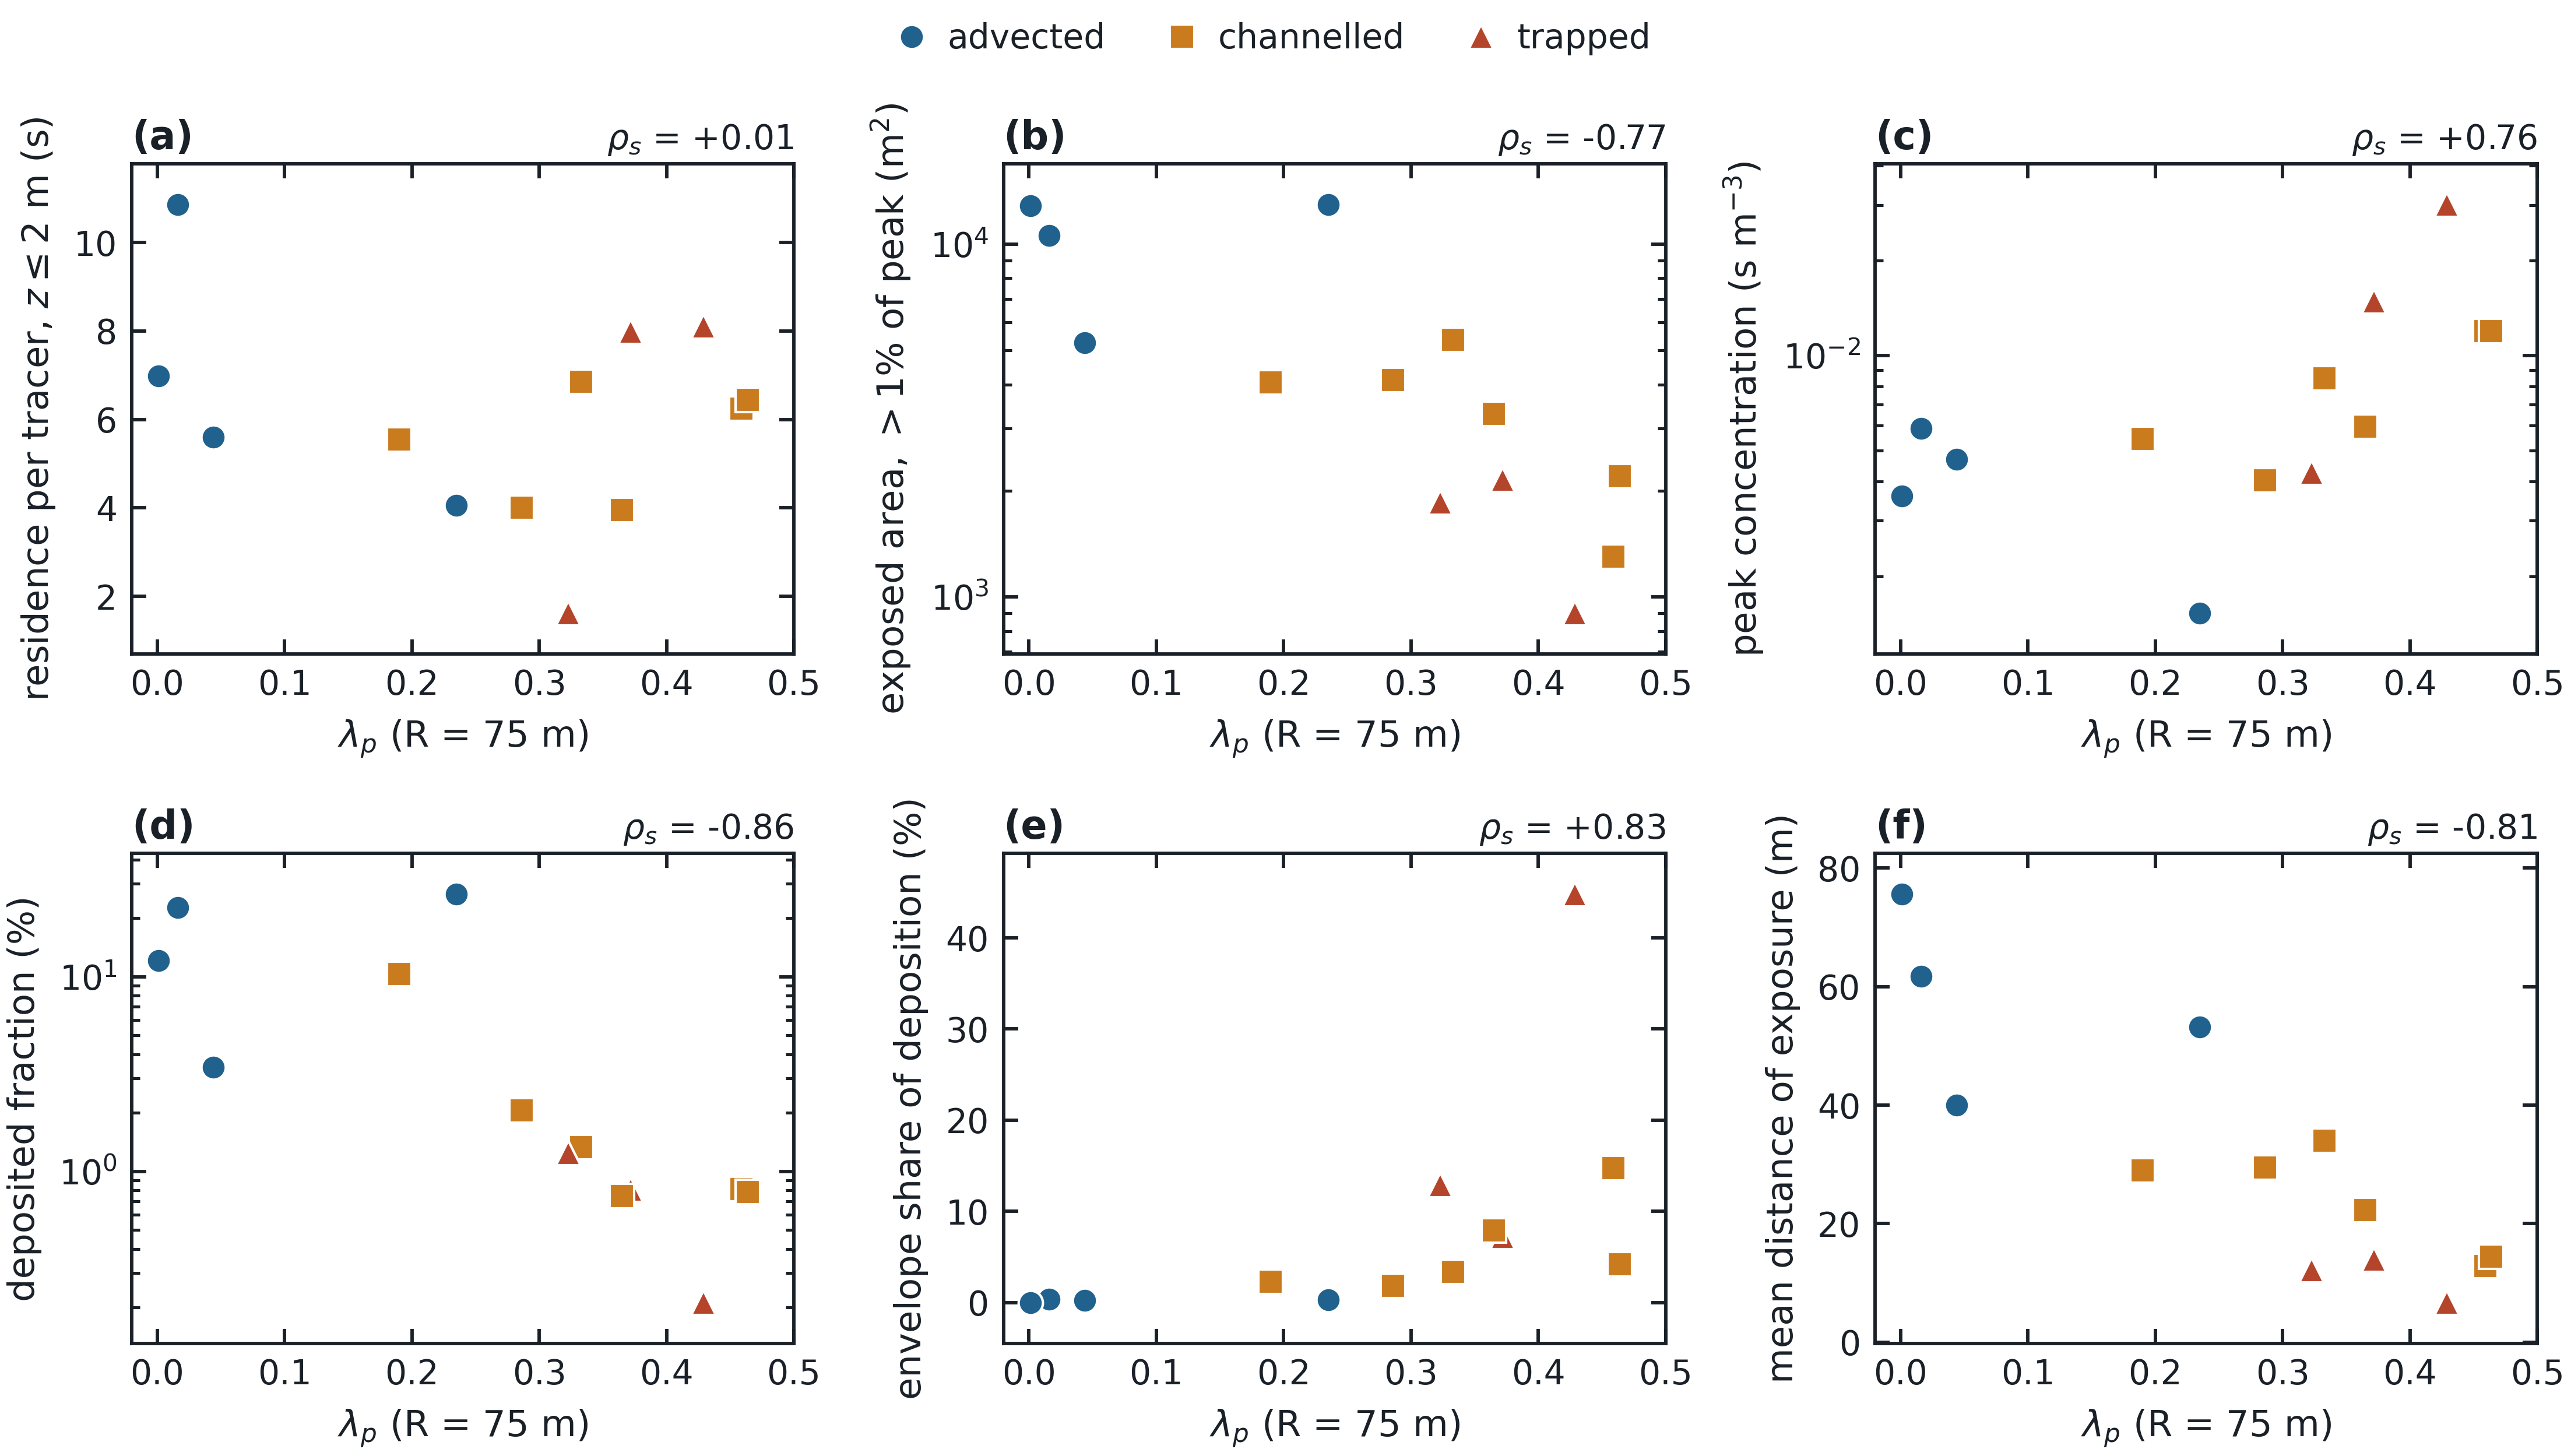 advected channelled trapped
(a) ρs = +0.01
residence per tracer, z ≤ 2 m (s)
10
8
6
4
2
0.0 0.1 0.2 0.3 0.4 0.5
λp (R = 75 m)
(b) ρs = -0.77
exposed area, > 1% of peak (m²)
10⁴
10³
0.0 0.1 0.2 0.3 0.4 0.5
λp (R = 75 m)
(c) ρs = +0.76
peak concentration (s m⁻³)
10⁻²
0.0 0.1 0.2 0.3 0.4 0.5
λp (R = 75 m)
(d) ρs = -0.86
deposited fraction (%)
10¹
10⁰
0.0 0.1 0.2 0.3 0.4 0.5
λp (R = 75 m)
(e) ρs = +0.83
envelope share of deposition (%)
40
30
20
10
0
0.0 0.1 0.2 0.3 0.4 0.5
λp (R = 75 m)
(f) ρs = -0.81
mean distance of exposure (m)
80
60
40
20
0
0.0 0.1 0.2 0.3 0.4 0.5
λp (R = 75 m)